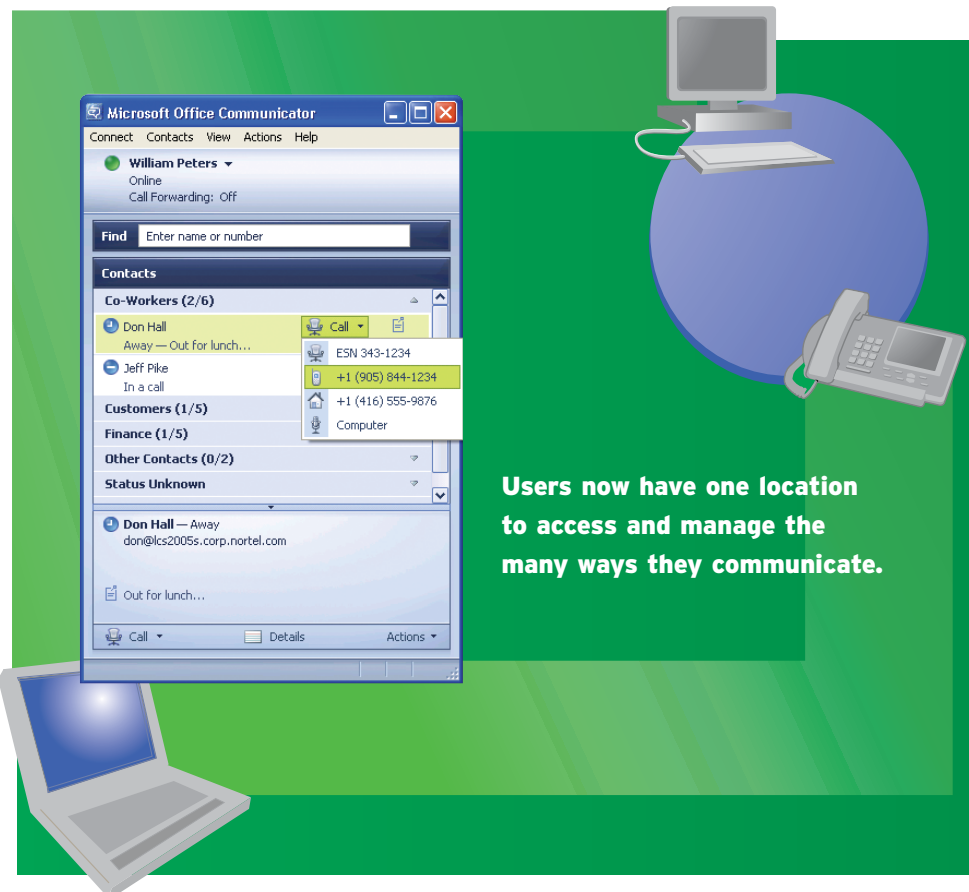 Microsoft Office Communicator
Connect Contacts View Actions Help
William Peters
Online
Call Forwarding: Off
Find Enter name or number
Contacts
Co-Workers (2/6)
Don Hall Call
Away — Out for lunch...
ESN 343-1234
Jeff Pike
+1 (905) 844-1234
In a call
+1 (416) 555-9876
Customers (1/5)
Computer
Finance (1/5)
Other Contacts (0/2)
Status Unknown
Don Hall — Away
don@lcs2005s.corp.nortel.com
Out for lunch...
Call Details Actions
Users now have one location
to access and manage the
many ways they communicate.